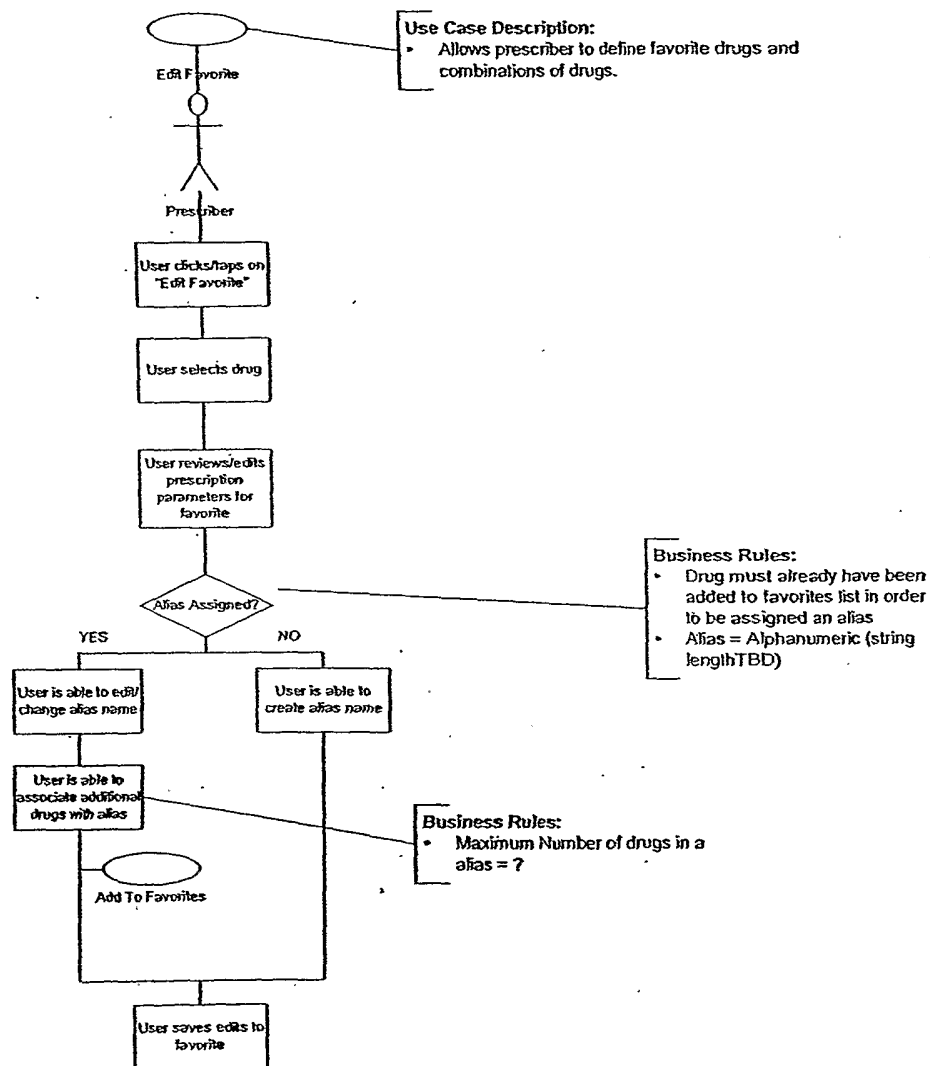 Use Case Description:
• Allows prescriber to define favorite drugs and
combinations of drugs.
Edit Favorite
Prescriber
User clicks/taps on
"Edit Favorite"
User selects drug
User reviews/edits
prescription
parameters for
favorite
Alias Assigned?
Business Rules:
• Drug must already have been
added to favorites list in order
to be assigned an alias
• Alias = Alphanumeric (string
lengthTBD)
YES
NO
User is able to edit/
change alias name
User is able to
create alias name
User is able to
associate additional
drugs with alias
Business Rules:
• Maximum Number of drugs in a
alias = ?
Add To Favorites
User saves edits to
favorite